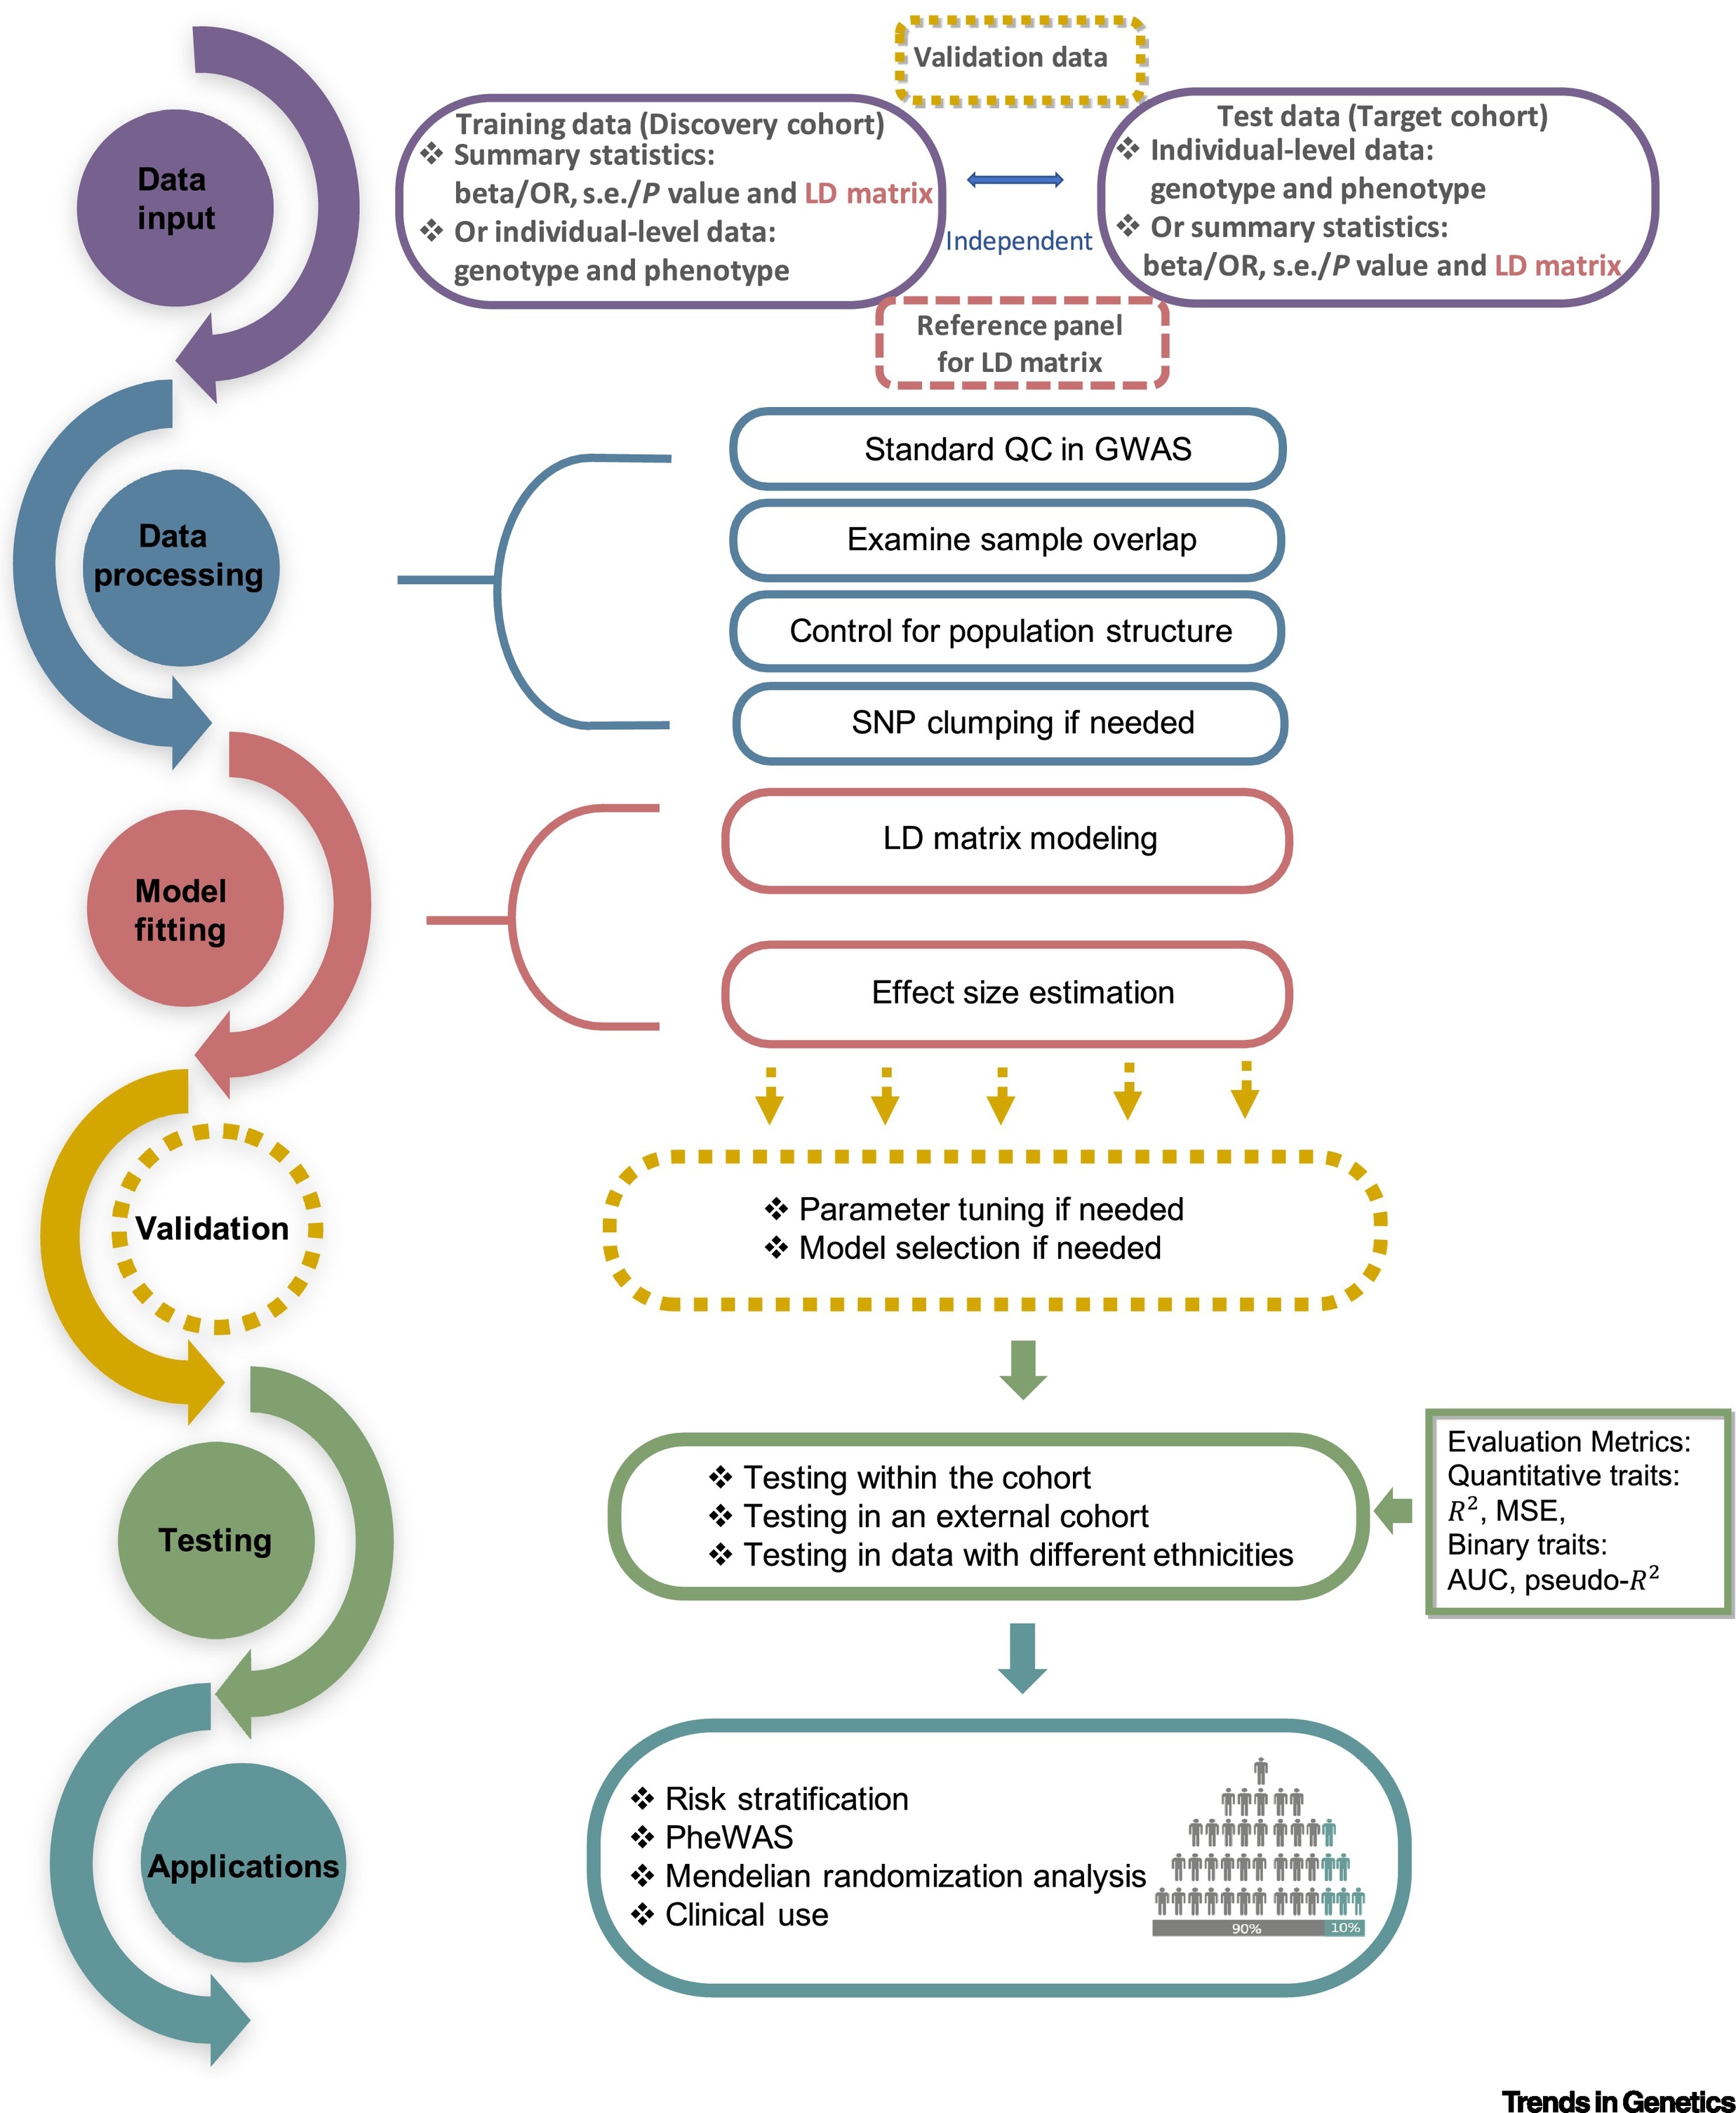 Validation data
Training data (Discovery cohort)
❖ Summary statistics:
beta/OR, s.e./P value and LD matrix
❖ Or individual-level data:
genotype and phenotype
Independent
Test data (Target cohort)
❖ Individual-level data:
genotype and phenotype
❖ Or summary statistics:
beta/OR, s.e./P value and LD matrix
Reference panel
for LD matrix
Data
input
Data
processing
Standard QC in GWAS
Examine sample overlap
Control for population structure
SNP clumping if needed
Model
fitting
LD matrix modeling
Effect size estimation
Validation
❖ Parameter tuning if needed
❖ Model selection if needed
Testing
❖ Testing within the cohort
❖ Testing in an external cohort
❖ Testing in data with different ethnicities
Evaluation Metrics:
Quantitative traits:
R², MSE,
Binary traits:
AUC, pseudo-R²
Applications
❖ Risk stratification
❖ PheWAS
❖ Mendelian randomization analysis
❖ Clinical use
90% 10%
Trends in Genetics